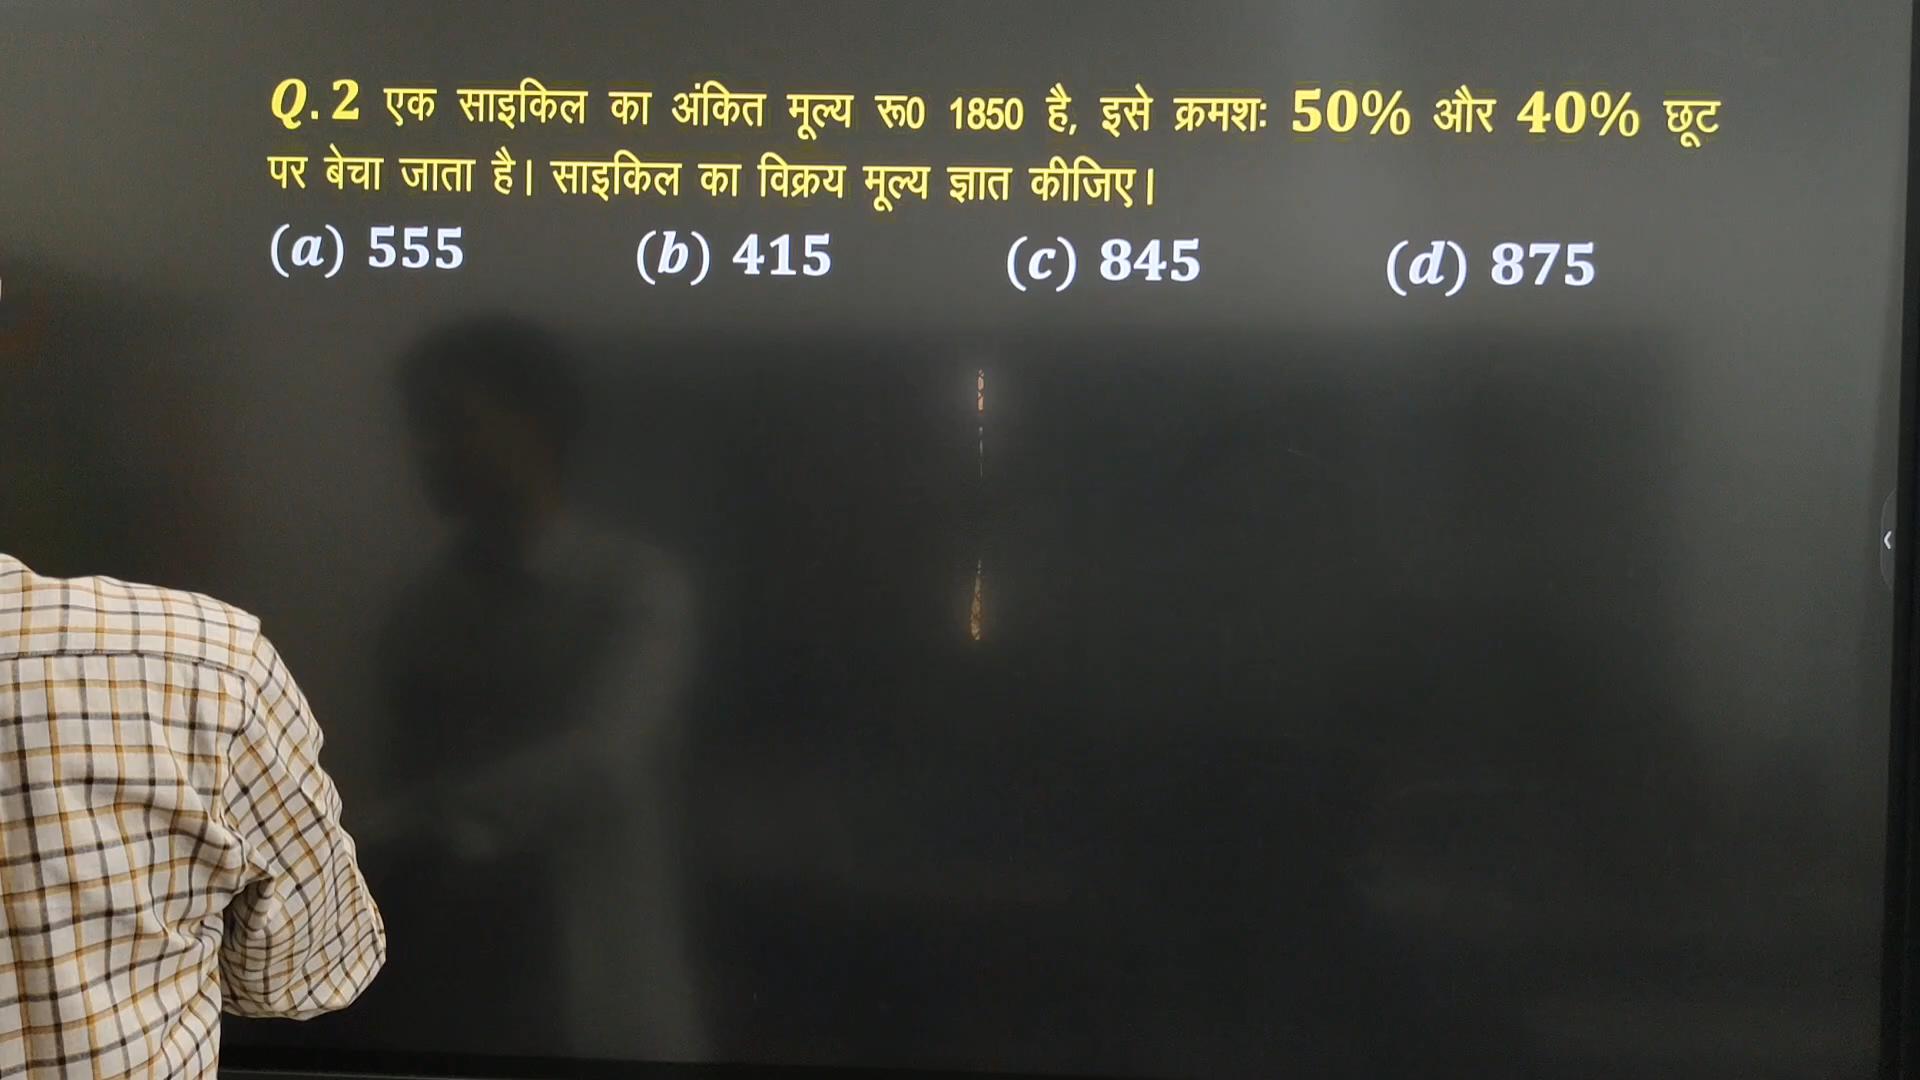 Q.2 एक साइकिल का अंकित मूल्य रू0 1850 है, इसे क्रमशः 50% और 40% छूट
पर बेचा जाता है। साइकिल का विक्रय मूल्य ज्ञात कीजिए।
(a) 555 (b) 415 (c) 845 (d) 875